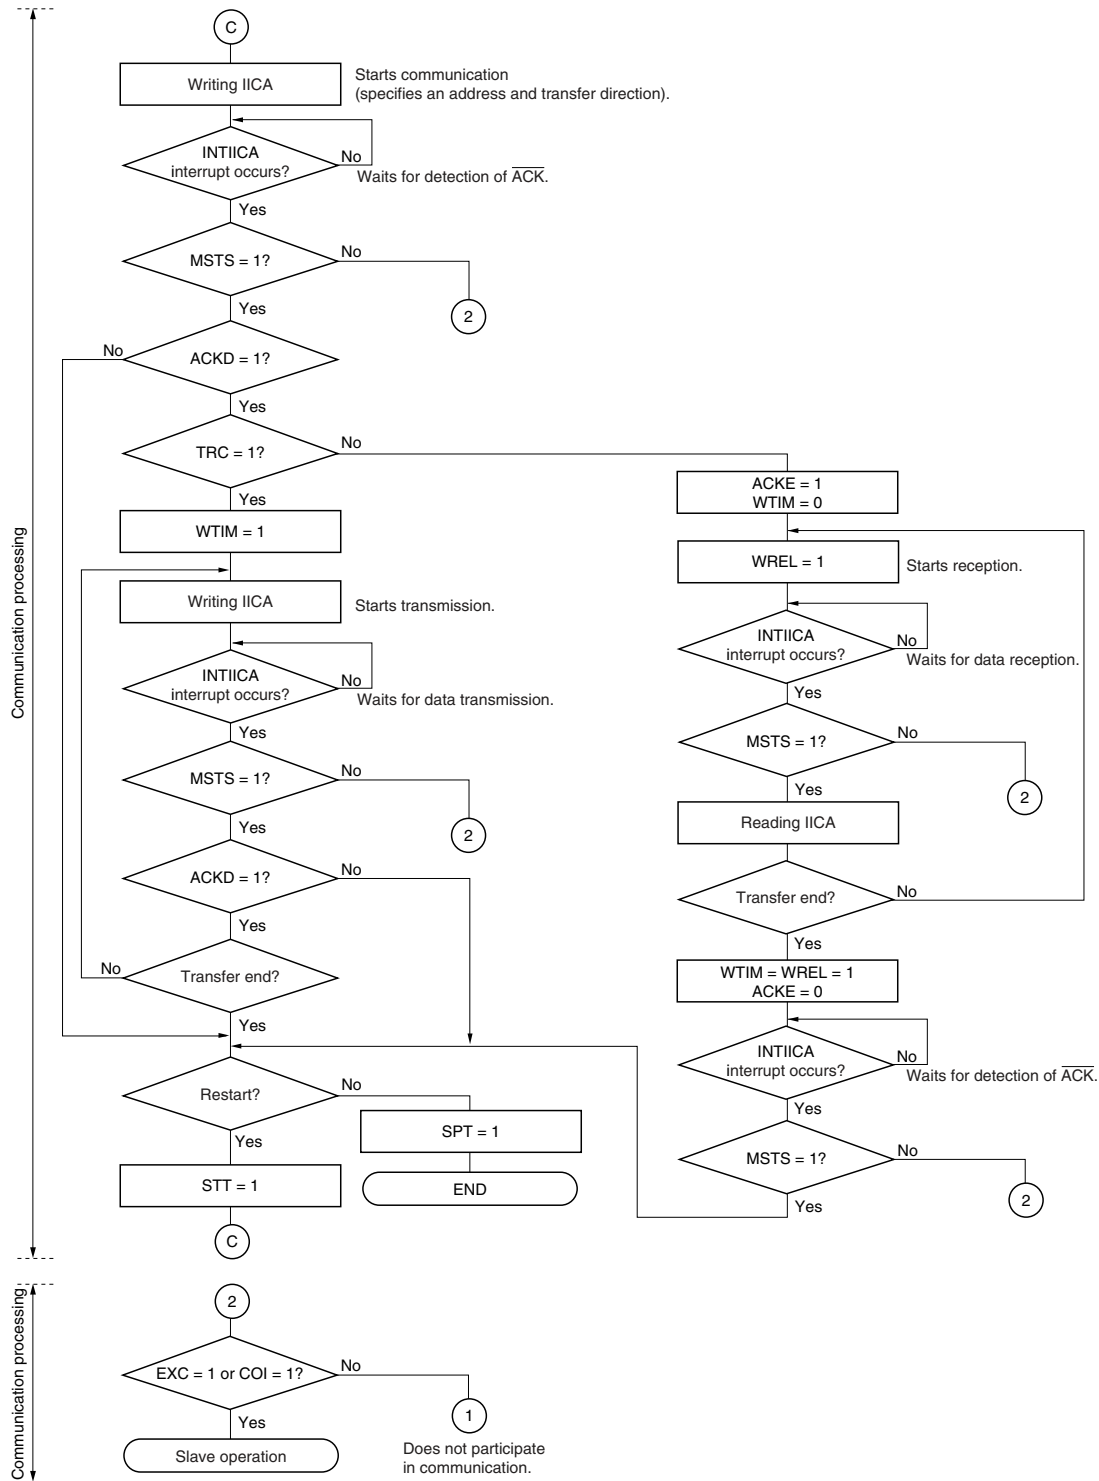 C
Writing IICA
Starts communication
(specifies an address and transfer direction).
INTIICA
interrupt occurs?
No
Waits for detection of ACK.
Yes
MSTS = 1?
No
2
Yes
No
ACKD = 1?
Yes
TRC = 1?
No
Yes
WTIM = 1
Writing IICA
Starts transmission.
INTIICA
interrupt occurs?
No
Waits for data transmission.
Yes
MSTS = 1?
No
2
Yes
ACKD = 1?
No
Yes
No
Transfer end?
Yes
Restart?
No
SPT = 1
END
Yes
STT = 1
C
ACKE = 1
WTIM = 0
WREL = 1
Starts reception.
INTIICA
interrupt occurs?
No
Waits for data reception.
Yes
MSTS = 1?
No
2
Yes
Reading IICA
Transfer end?
No
Yes
WTIM = WREL = 1
ACKE = 0
INTIICA
interrupt occurs?
No
Waits for detection of ACK.
Yes
MSTS = 1?
No
2
Yes
Communication processing
2
EXC = 1 or COI = 1?
No
1
Does not participate
in communication.
Yes
Slave operation
Communication processing